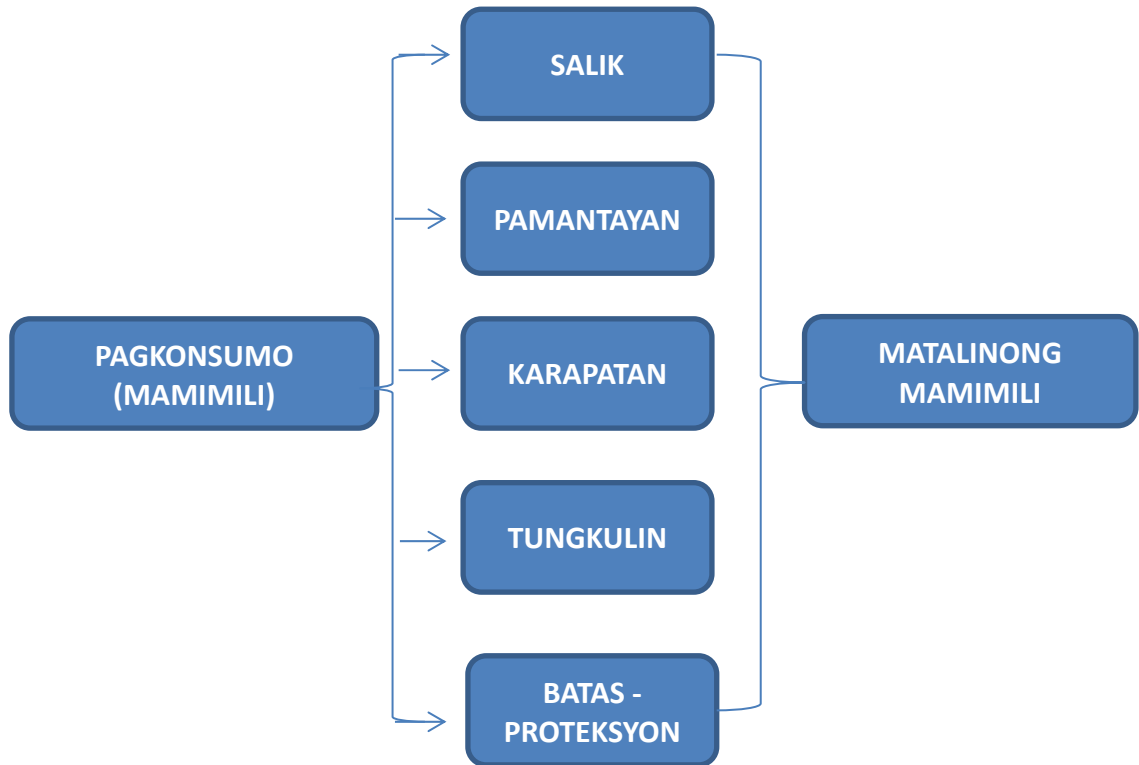 PAGKONSUMO
(MAMIMILI)
SALIK
PAMANTAYAN
KARAPATAN
TUNGKULIN
BATAS -
PROTEKSYON
MATALINONG
MAMIMILI